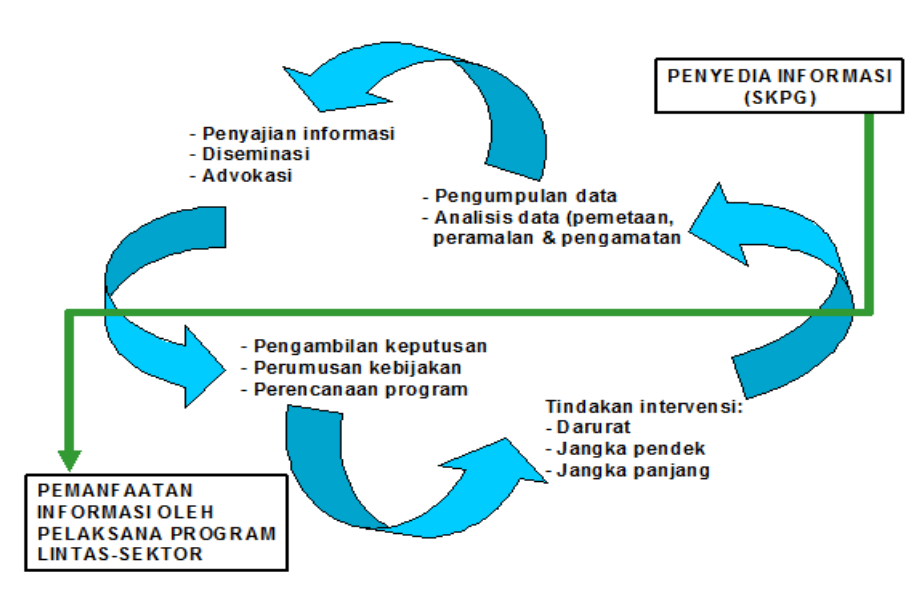 PENYEDIA INFORMASI
(SKPG)
- Penyajian informasi
- Diseminasi
- Advokasi
- Pengumpulan data
- Analisis data (pemetaan,
peramalan & pengamatan
- Pengambilan keputusan
- Perumusan kebijakan
- Perencanaan program
Tindakan intervensi:
- Darurat
- Jangka pendek
- Jangka panjang
PEMANFAATAN
INFORMASI OLEH
PELAKSANA PROGRAM
LINTAS-SEKTOR